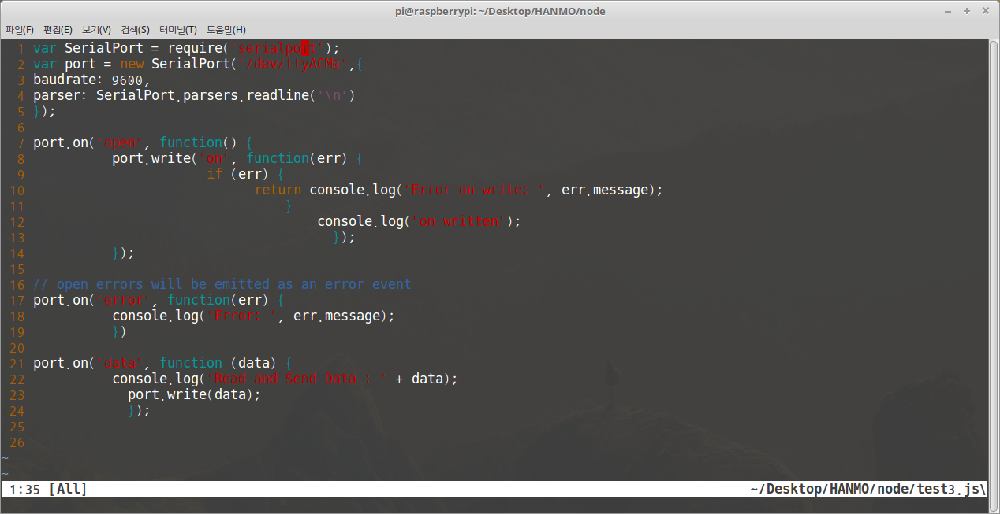 pi@raspberrypi: ~/Desktop/HANMO/node
파일(F) 편집(E) 보기(V) 검색(S) 터미널(T) 도움말(H)
1 var SerialPort = require('serialport');
2 var port = new SerialPort('/dev/ttyACM0',{
3 baudrate: 9600,
4 parser: SerialPort.parsers.readline('\n')
5 });
6
7 port.on('open', function() {
8 port.write('on', function(err) {
9 if (err) {
10 return console.log('Error on write: ', err.message);
11 }
12 console.log('on written');
13 });
14 });
15
16 // open errors will be emitted as an error event
17 port.on('error', function(err) {
18 console.log('Error: ', err.message);
19 })
20
21 port.on('data', function (data) {
22 console.log('Read and Send Data : ' + data);
23 port.write(data);
24 });
25
26
~
~
1:35 [All] ~/Desktop/HANMO/node/test3.js\